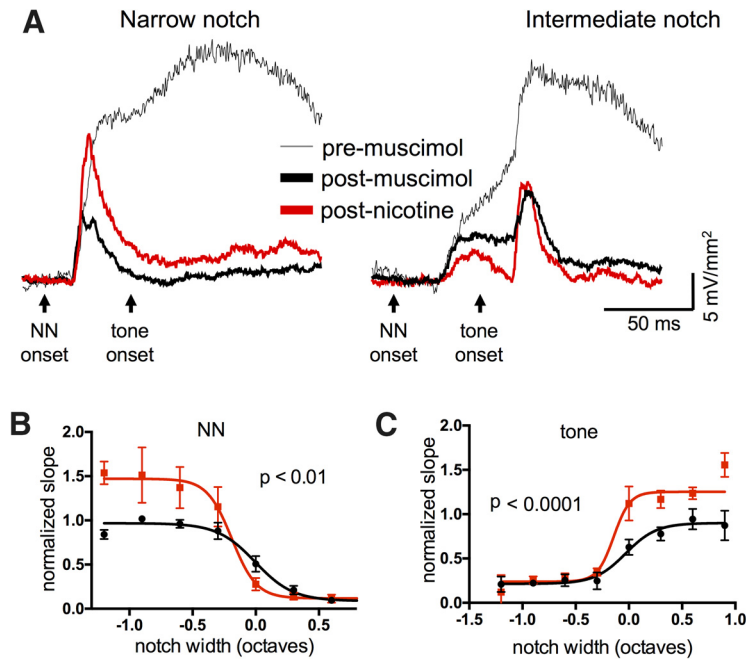 A
Narrow notch
Intermediate notch
pre-muscimol
post-muscimol
post-nicotine
NN
onset
tone
onset
NN
onset
tone
onset
50 ms
5 mV/mm²
B
NN
p < 0.01
normalized slope
2.0
1.5
1.0
0.5
0.0
-1.0
-0.5
0.0
0.5
notch width (octaves)
C
tone
p < 0.0001
normalized slope
2.0
1.5
1.0
0.5
0.0
-1.5
-1.0
-0.5
0.0
0.5
1.0
notch width (octaves)